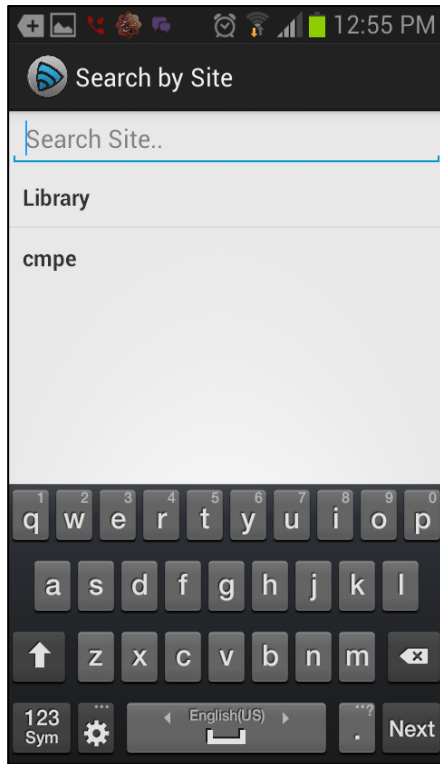 12:55 PM
Search by Site
Search Site..
Library
cmpe
1 2 3 4 5 6 7 8 9 0
q w e r t y u i o p
a s d f g h j k l
z x c v b n m
123 Sym English(US) ...? . Next